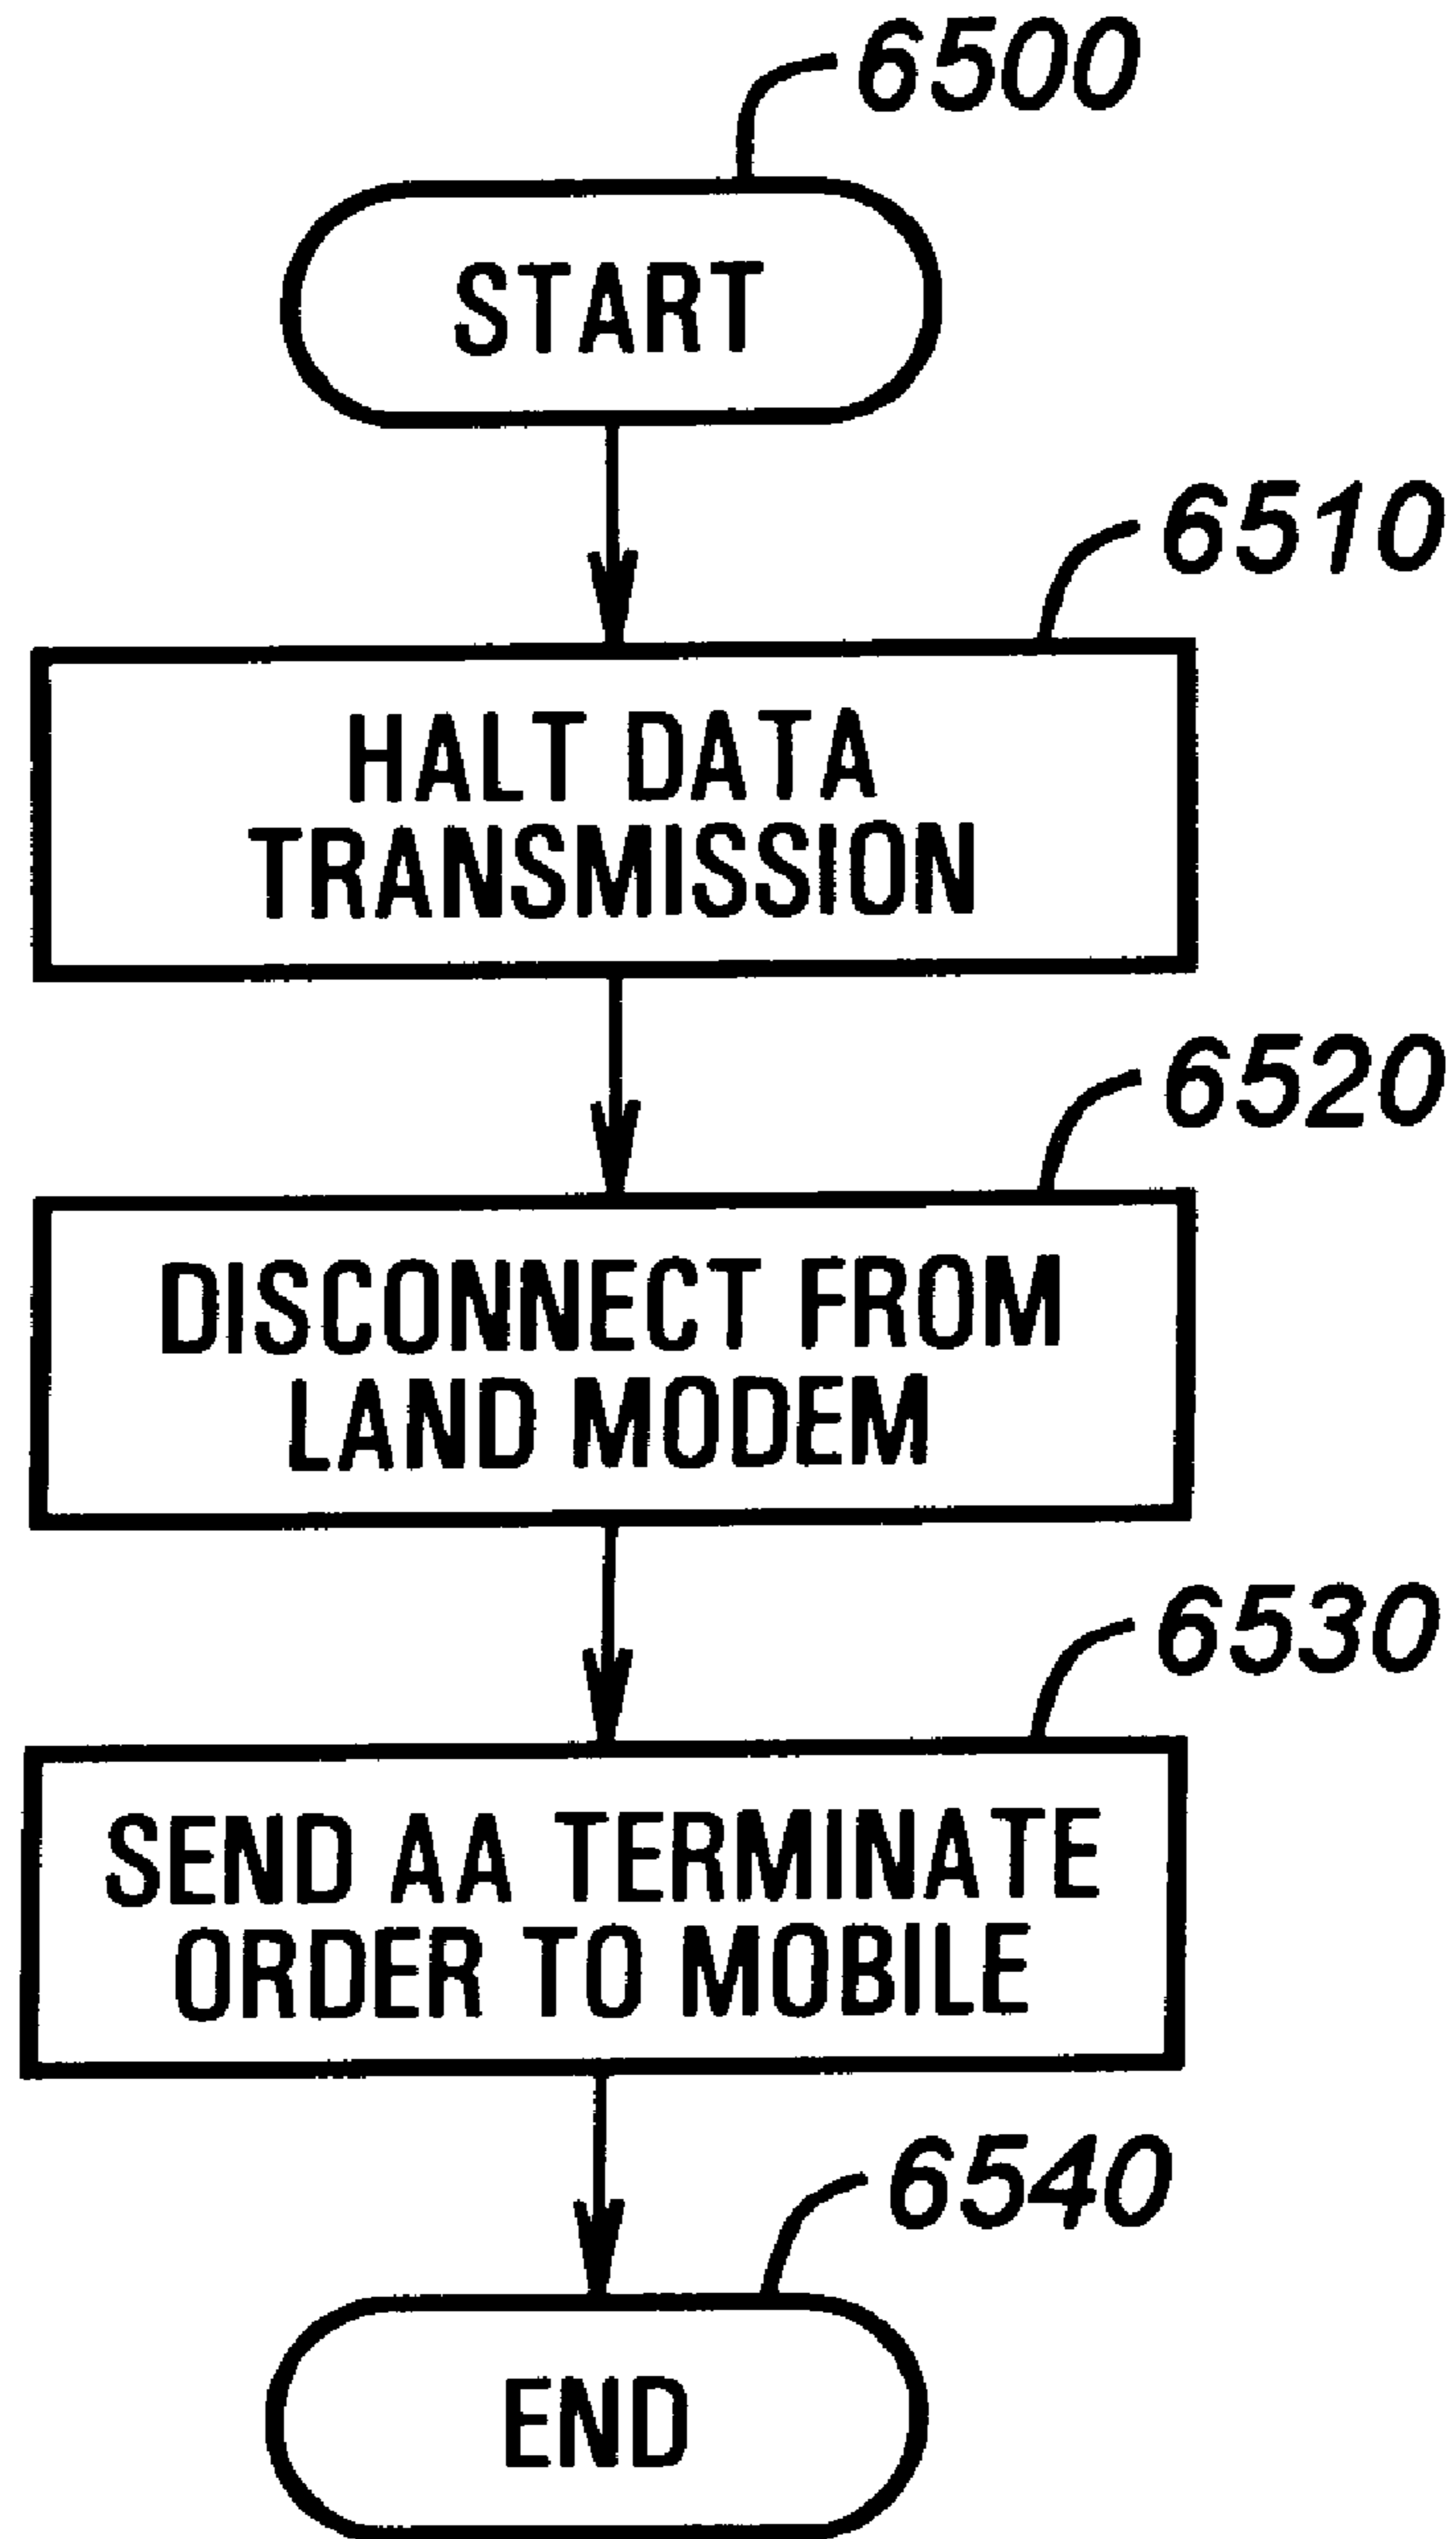 6500
START
6510
HALT DATA
TRANSMISSION
6520
DISCONNECT FROM
LAND MODEM
6530
SEND AA TERMINATE
ORDER TO MOBILE
6540
END